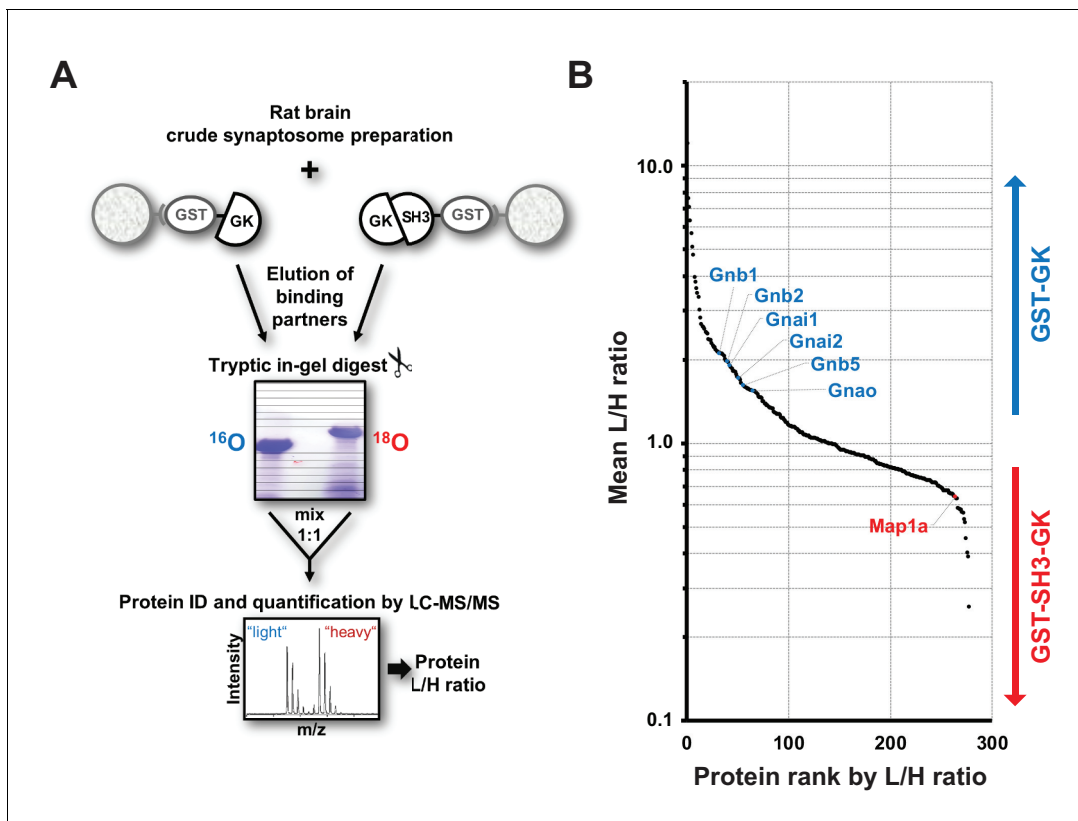 A
Rat brain
crude synaptosome preparation
+
GST
GK
GK
SH3
GST
Elution of
binding
partners
Tryptic in-gel digest
16O
18O
mix
1:1
Protein ID and quantification by LC-MS/MS
"light"
"heavy"
Intensity
m/z
Protein
L/H ratio
B
Mean L/H ratio
10.0
1.0
0.1
0
100
200
300
Protein rank by L/H ratio
Gnb1
Gnb2
Gnai1
Gnai2
Gnb5
Gnao
Map1a
GST-GK
GST-SH3-GK